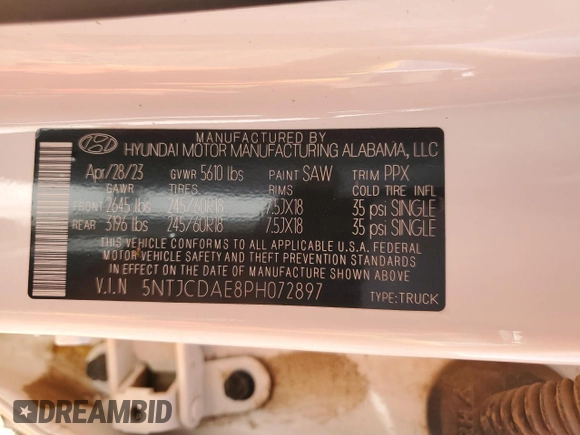 MANUFACTURED BY
HYUNDAI MOTOR MANUFACTURING ALABAMA, LLC
Apr/28/23 GVWR 5610 lbs PAINT SAW TRIM PPX
GAWR TIRES RIMS COLD TIRE INFL
FRONT 2645 lbs 245/60R18 7.5JX18 35 psi SINGLE
REAR 3196 lbs 245/60R18 7.5JX18 35 psi SINGLE
THIS VEHICLE CONFORMS TO ALL APPLICABLE U.S.A. FEDERAL
MOTOR VEHICLE SAFETY AND THEFT PREVENTION STANDARDS
IN EFFECT ON THE DATE OF MANUFACTURE SHOWN ABOVE.
V.I.N 5NTJCDAE8PH072897 TYPE:TRUCK
DREAMBID